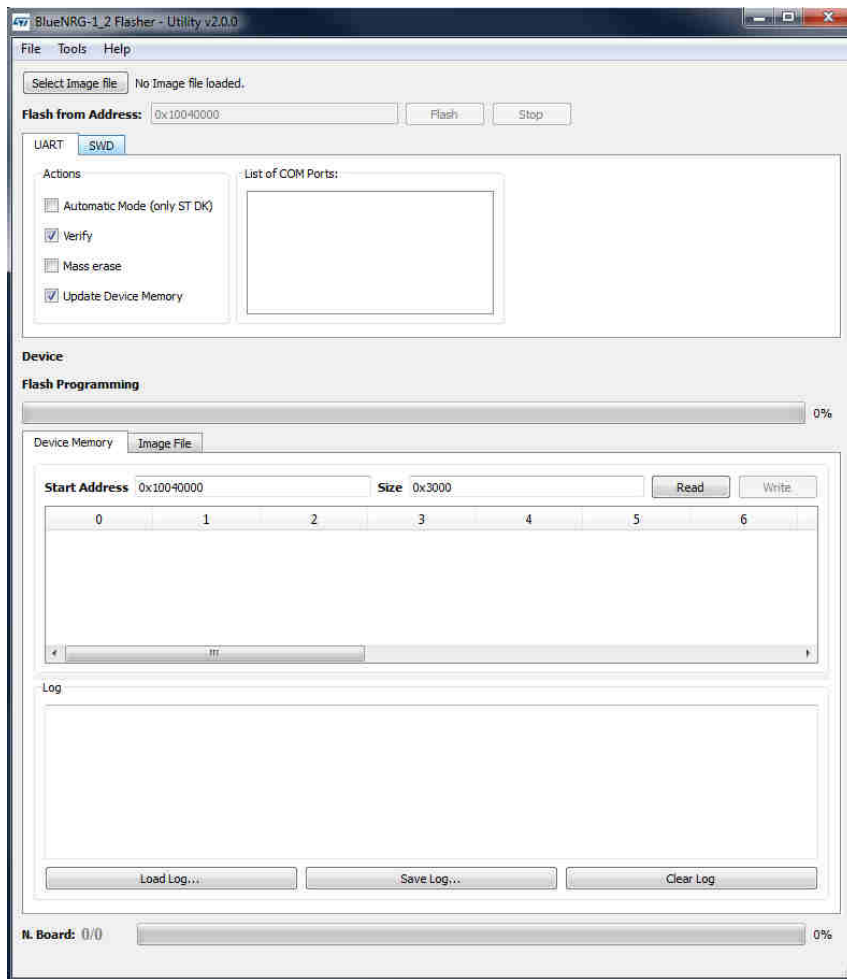 BlueNRG-1_2 Flasher - Utility v2.0.0
File Tools Help
Select Image file No Image file loaded.
Flash from Address: 0x10040000 Flash Stop
UART SWD
Actions List of COM Ports:
Automatic Mode (only ST DK)
Verify
Mass erase
Update Device Memory
Device
Flash Programming
0%
Device Memory Image File
Start Address 0x10040000 Size 0x3000 Read Write
0 1 2 3 4 5 6
Log
Load Log... Save Log... Clear Log
N. Board: 0/0 0%